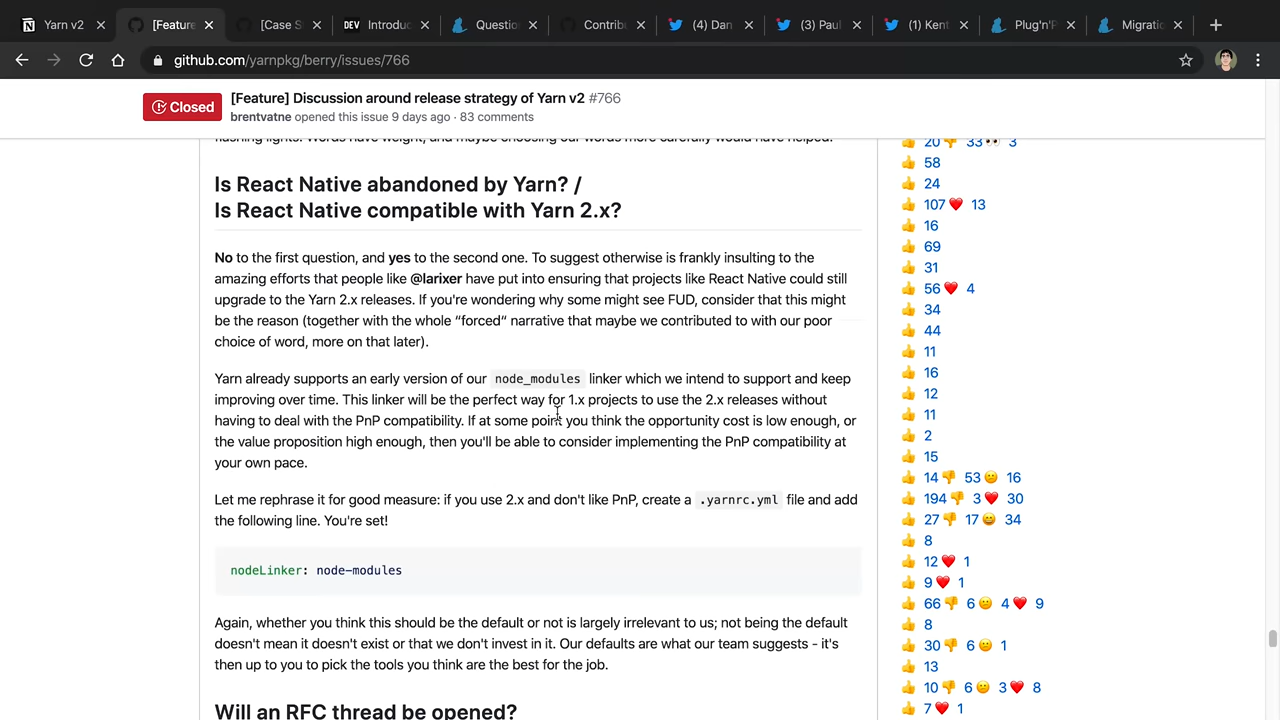 Yarn v2
[Feature
[Case S
DEV Introduc
Questio
Contrib
(4) Dan
(3) Paul
(1) Kent
Plug'n'P
Migratic
github.com/yarnpkg/berry/issues/766
Closed
[Feature] Discussion around release strategy of Yarn v2 #766
brentvatne opened this issue 9 days ago · 83 comments
flashing lights. Words have weight, and maybe choosing our words more carefully would have helped.
Is React Native abandoned by Yarn? /
Is React Native compatible with Yarn 2.x?
No to the first question, and yes to the second one. To suggest otherwise is frankly insulting to the
amazing efforts that people like @larixer have put into ensuring that projects like React Native could still
upgrade to the Yarn 2.x releases. If you're wondering why some might see FUD, consider that this might
be the reason (together with the whole “forced” narrative that maybe we contributed to with our poor
choice of word, more on that later).
Yarn already supports an early version of our node_modules linker which we intend to support and keep
improving over time. This linker will be the perfect way for 1.x projects to use the 2.x releases without
having to deal with the PnP compatibility. If at some point you think the opportunity cost is low enough, or
the value proposition high enough, then you'll be able to consider implementing the PnP compatibility at
your own pace.
Let me rephrase it for good measure: if you use 2.x and don't like PnP, create a .yarnrc.yml file and add
the following line. You're set!
nodeLinker: node-modules
Again, whether you think this should be the default or not is largely irrelevant to us; not being the default
doesn't mean it doesn't exist or that we don't invest in it. Our defaults are what our team suggests - it's
then up to you to pick the tools you think are the best for the job.
Will an RFC thread be opened?
👍 20 👎 33 👀 3
👍 58
👍 24
👍 107 ❤️ 13
👍 16
👍 69
👍 31
👍 56 ❤️ 4
👍 34
👍 44
👍 11
👍 16
👍 12
👍 11
👍 2
👍 15
👍 14 👎 53 😕 16
👍 194 👎 3 ❤️ 30
👍 27 👎 17 😄 34
👍 8
👍 12 ❤️ 1
👍 9 ❤️ 1
👍 66 👎 6 😕 4 ❤️ 9
👍 8
👍 30 👎 6 😕 1
👍 13
👍 10 👎 6 😕 3 ❤️ 8
👍 7 ❤️ 1